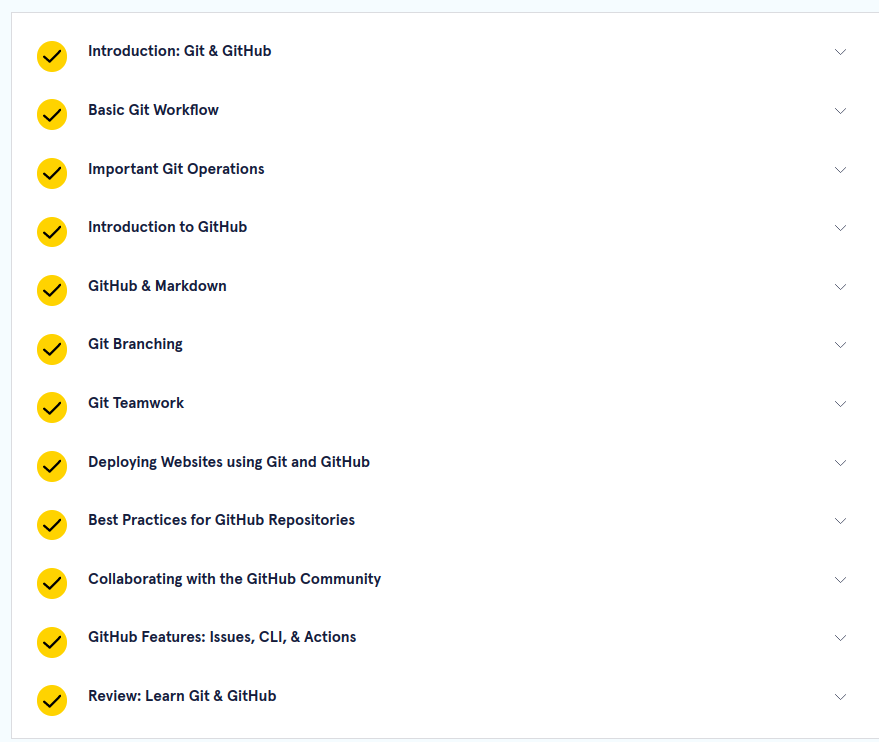 Introduction: Git & GitHub
Basic Git Workflow
Important Git Operations
Introduction to GitHub
GitHub & Markdown
Git Branching
Git Teamwork
Deploying Websites using Git and GitHub
Best Practices for GitHub Repositories
Collaborating with the GitHub Community
GitHub Features: Issues, CLI, & Actions
Review: Learn Git & GitHub